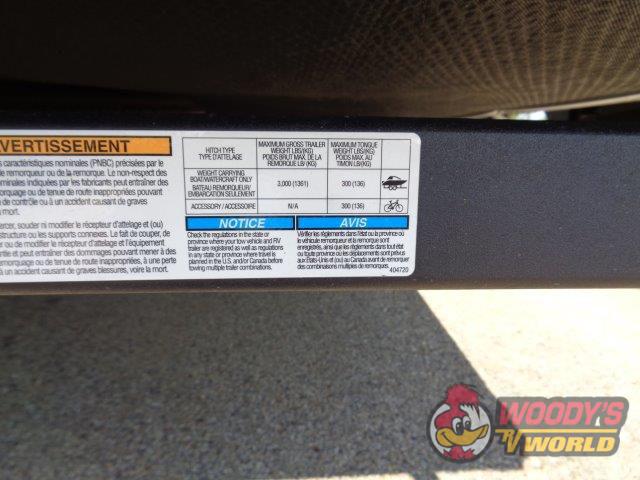 VERTISSEMENT
s caractéristiques nominales (PNBC) précisées par le
remorqueur ou de la remorque. Le non-respect des
minales indiquées par les fabricants peut entraîner des
rquage ou de tenue de route inappropriées pouvant
de contrôle ou à un accident causant de graves
mort.
ercer, souder ni modifier le récepteur d'attelage et (ou)
structure ou les supports connexes. Le fait de couper, de
er ou de modifier le récepteur d'attelage et l'équipement
ntie et peut entraîner des dommages pouvant mener à des
emorquage ou de tenue de route inappropriées, à une perte
à un accident causant de graves blessures, voire la mort.
HITCH TYPE
TYPE D'ATTELAGE
MAXIMUM GROSS TRAILER
WEIGHT LBS/(KG)
POIDS BRUT MAX. DE LA
REMORQUE LB/ (KG)
MAXIMUM TONGUE
WEIGHT LBS/(KG)
POIDS MAX. AU
TIMON LB/(KG)
WEIGHT CARRYING
BOAT/WATERCRAFT ONLY
BATEAU REMORQUEUR/
EMBARCATION SEULEMENT
3,000 (1361)
300 (136)
ACCESSORY / ACCESSOIRE
N/A
300 (136)
NOTICE
Check the regulations in the state or
province where your tow vehicle and RV
trailer are registered as well as regulations
in any state or province where travel is
planned in the U.S. and/or Canada before
towing multiple trailer combinations.
AVIS
Vérifier les règlements dans l'état ou la province où
le véhicule remorqueur et la remorque sont
enregistrés, ainsi que les règlements dans tout état
ou toute province où les déplacements sont prévus
aux États-Unis et (ou) au Canada avant de remorquer
des combinaisons multiples de remorques.
404720
WOODY'S
RV WORLD